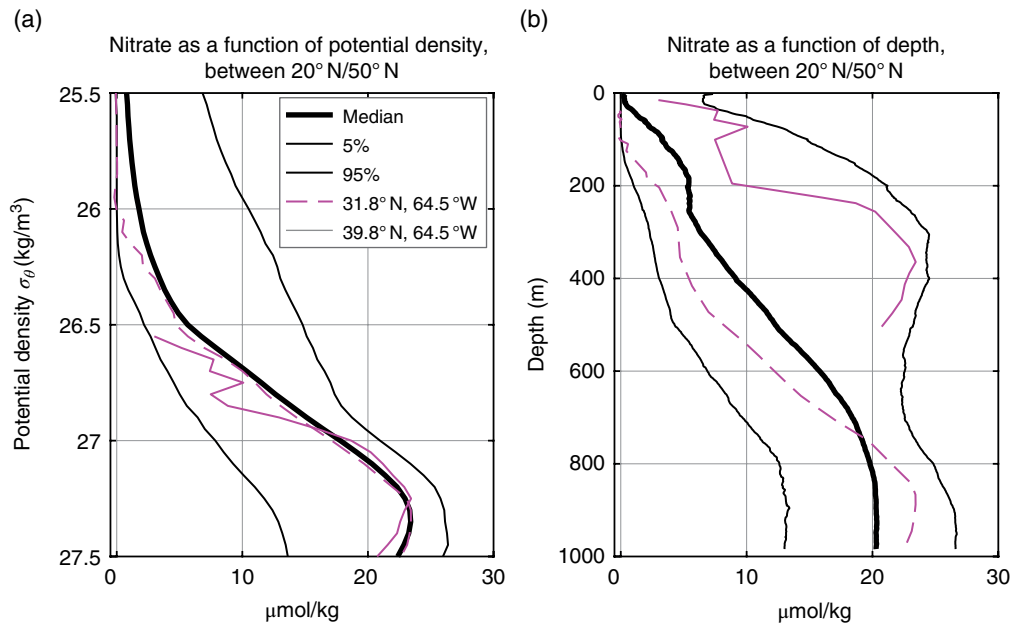 (a)
Nitrate as a function of potential density,
between 20° N/50° N
25.5
26
26.5
27
27.5
Potential density σθ (kg/m³)
Median
5%
95%
31.8° N, 64.5° W
39.8° N, 64.5° W
0
10
20
30
μmol/kg
(b)
Nitrate as a function of depth,
between 20° N/50° N
0
200
400
600
800
1000
Depth (m)
0
10
20
30
μmol/kg